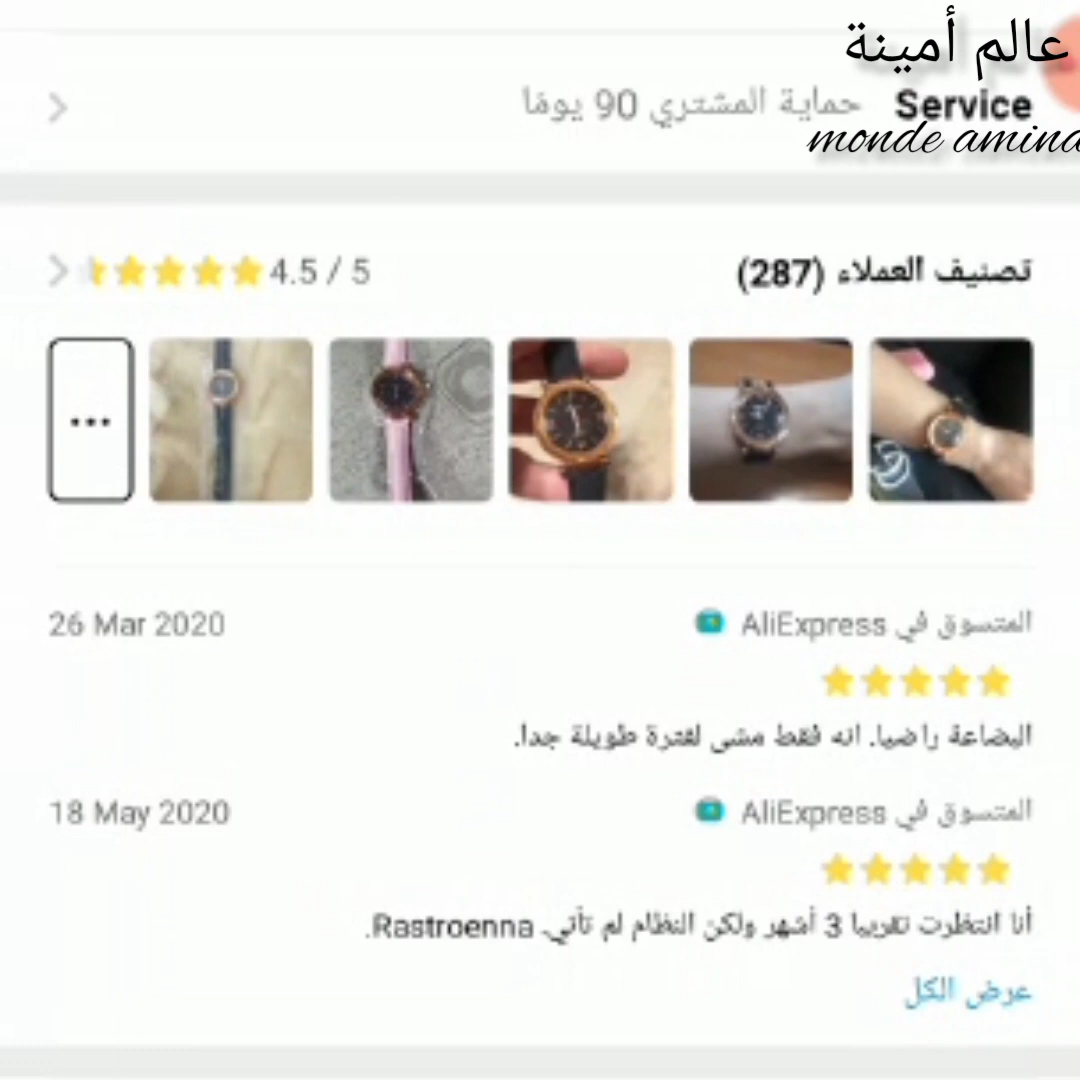 عالم أمينة
Service حماية المشتري 90 يومًا
monde amina
تصنيف العملاء (287) 4.5 / 5
...
المتسوق في AliExpress 26 Mar 2020
البضاعة راضيا. انه فقط مشى لفترة طويلة جدا.
المتسوق في AliExpress 18 May 2020
أنا انتظرت تقريبا 3 أشهر ولكن النظام لم تأتي. Rastroenna.
عرض الكل